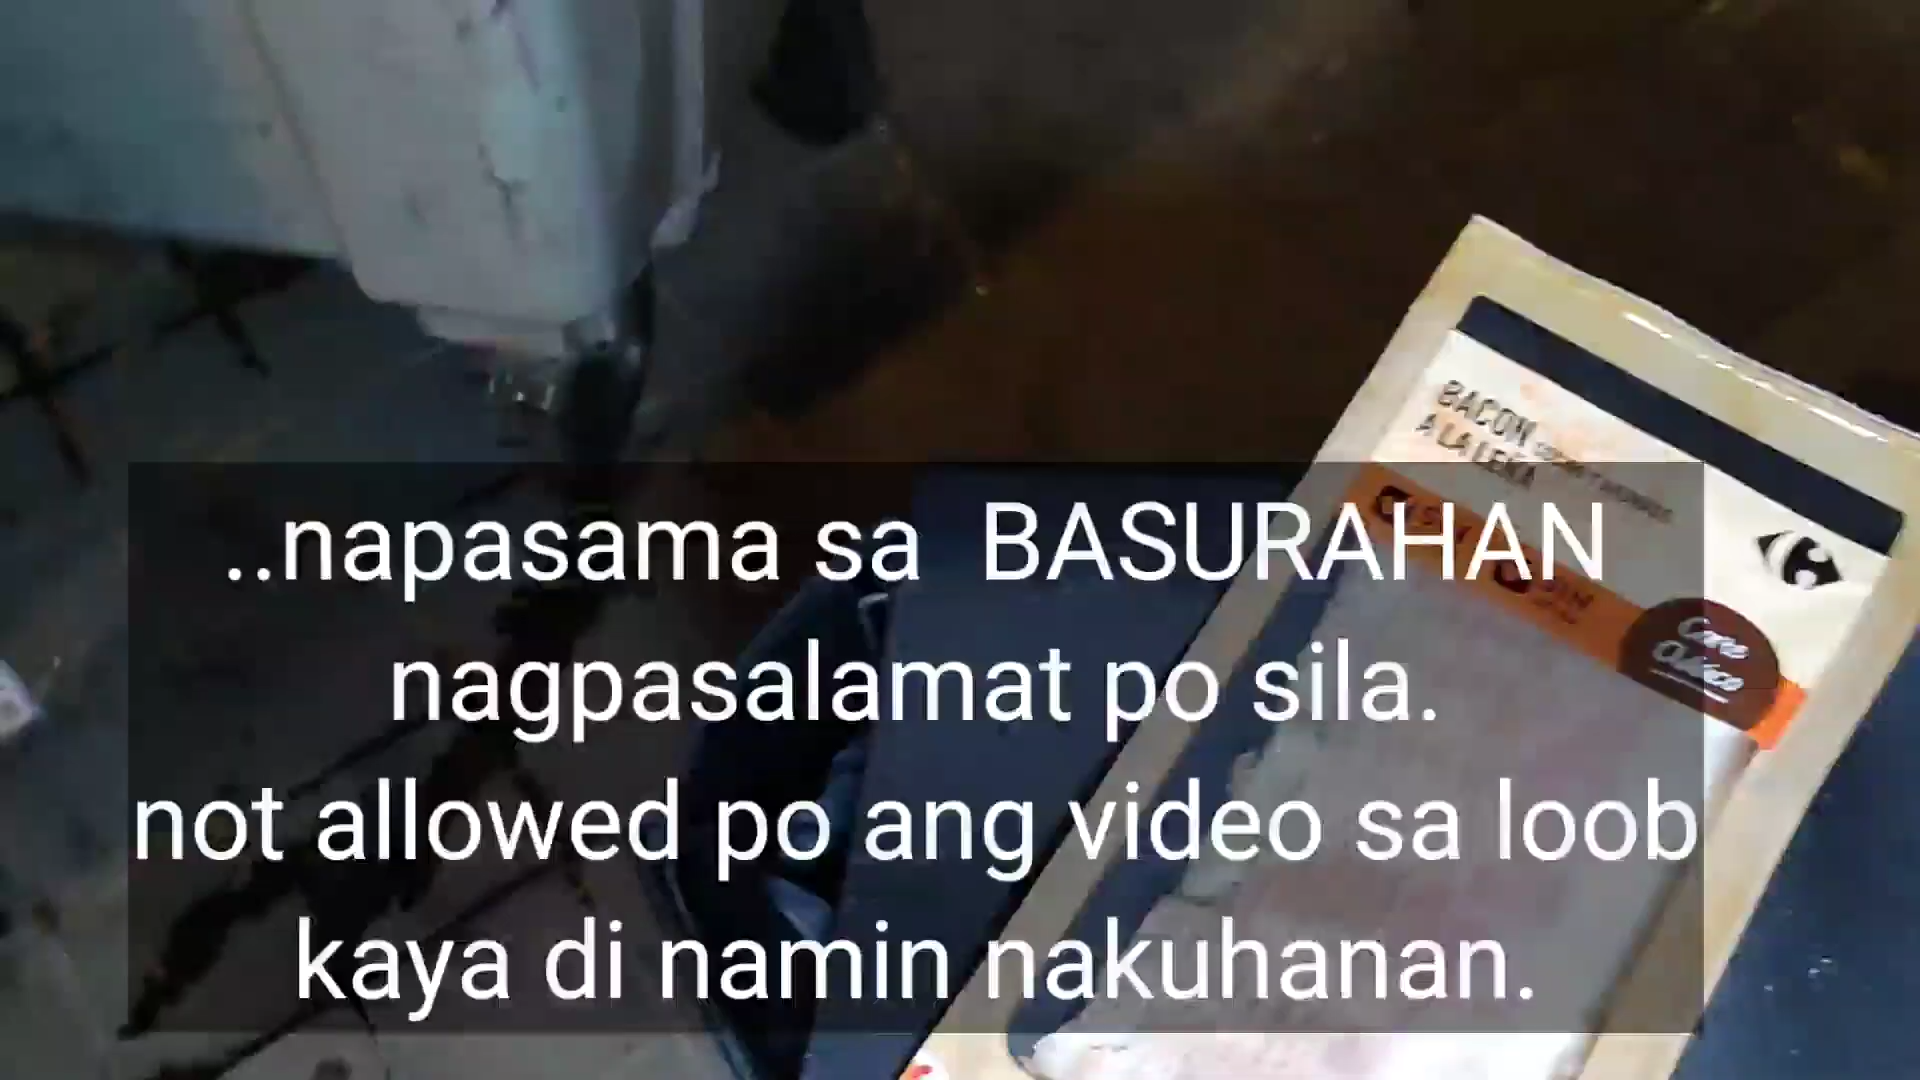 BACON
A LA LEÑA
..napasama sa BASURAHAN
nagpasalamat po sila.
not allowed po ang video sa loob
kaya di namin nakuhanan.